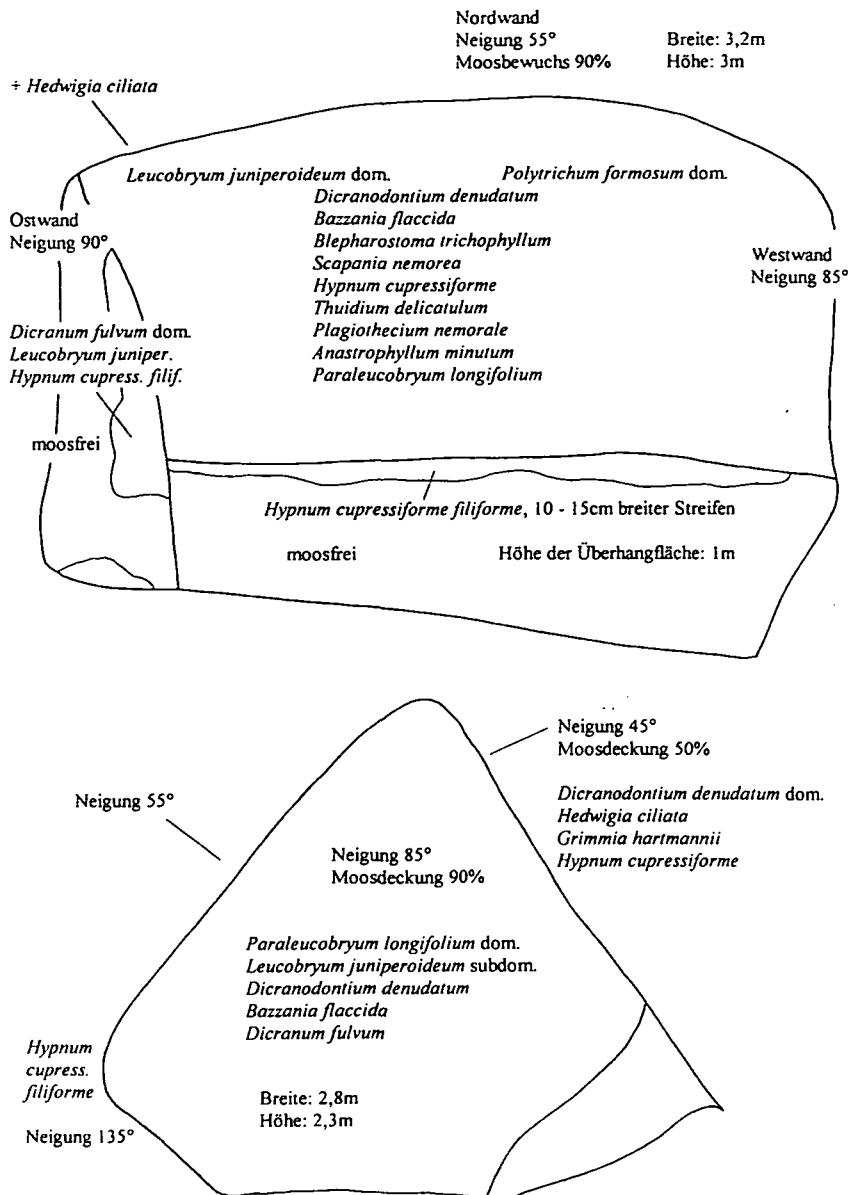 Nordwand
Neigung 55° Breite: 3,2m
Moosbewuchs 90% Höhe: 3m
+ Hedwigia ciliata
Leucobryum juniperoideum dom. Polytrichum formosum dom.
Dicranodontium denudatum
Bazzania flaccida
Blepharostoma trichophyllum
Scapania nemorea
Hypnum cupressiforme
Thuidium delicatulum
Plagiothecium nemorale
Anastrophyllum minutum
Paraleucobryum longifolium
Ostwand
Neigung 90°
Westwand
Neigung 85°
Dicranum fulvum dom.
Leucobryum juniper.
Hypnum cupress. filif.
moosfrei
Hypnum cupressiforme filiforme, 10 - 15cm breiter Streifen
moosfrei Höhe der Überhangfläche: 1m
Neigung 45°
Moosdeckung 50%
Dicranodontium denudatum dom.
Hedwigia ciliata
Grimmia hartmannii
Hypnum cupressiforme
Neigung 55°
Neigung 85°
Moosdeckung 90%
Paraleucobryum longifolium dom.
Leucobryum juniperoideum subdom.
Dicranodontium denudatum
Bazzania flaccida
Dicranum fulvum
Hypnum
cupress.
filiforme
Neigung 135°
Breite: 2,8m
Höhe: 2,3m